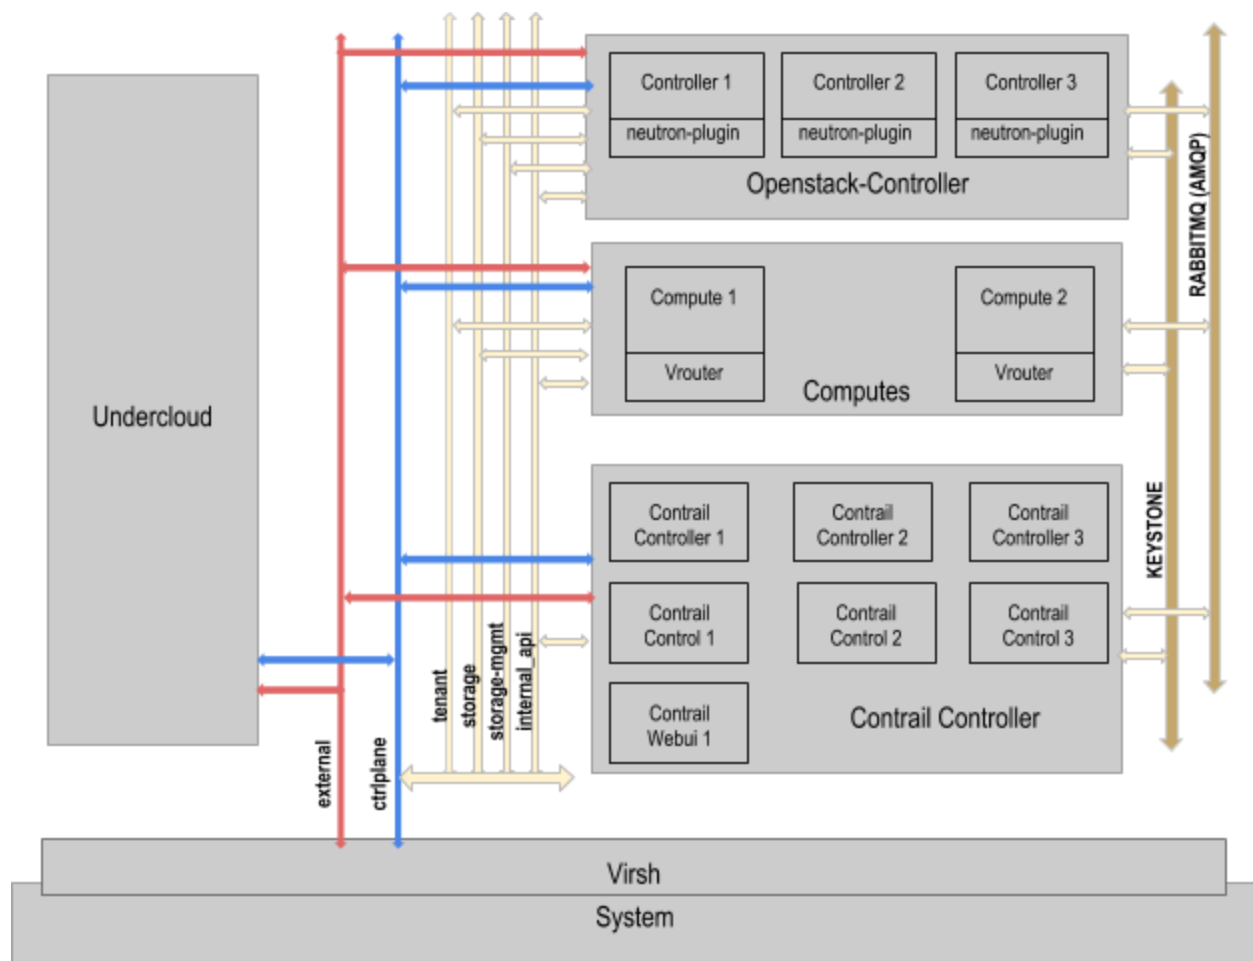 Controller 1
Controller 2
Controller 3
neutron-plugin
neutron-plugin
neutron-plugin
Openstack-Controller
RABBITMQ (AMQP)
Compute 1
Compute 2
Vrouter
Vrouter
Computes
Undercloud
KEYSTONE
Contrail
Controller 1
Contrail
Controller 2
Contrail
Controller 3
Contrail
Control 1
Contrail
Control 2
Contrail
Control 3
tenant
storage
storage-mgmt
internal_api
Contrail
Webui 1
Contrail Controller
external
ctrlplane
Virsh
System